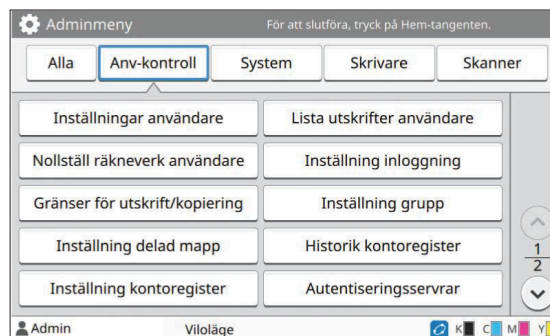 Adminmeny
För att slutföra, tryck på Hem-tangenten.
Alla
Anv-kontroll
System
Skrivare
Skanner
Inställningar användare
Lista utskrifter användare
Nollställ räkneverk användare
Inställning inloggning
Gränser för utskrift/kopiering
Inställning grupp
Inställning delad mapp
Historik kontoregister
Inställning kontoregister
Autentiseringsservrar
1
2
Admin
Viloläge
K C M Y